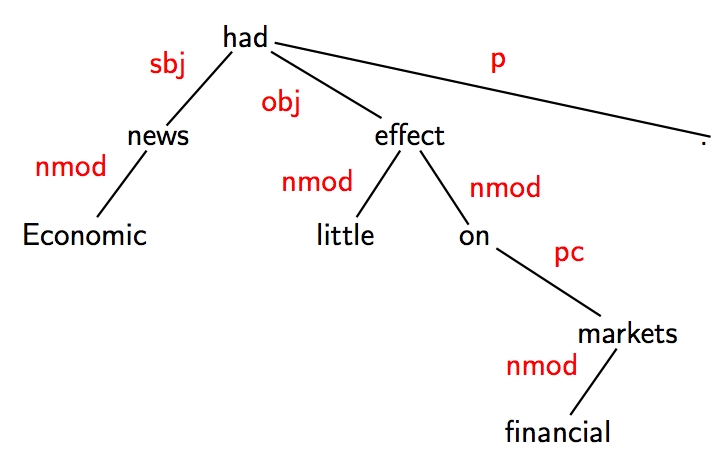 had
sbj p
obj
news effect .
nmod nmod nmod
Economic little on
pc
markets
nmod
financial